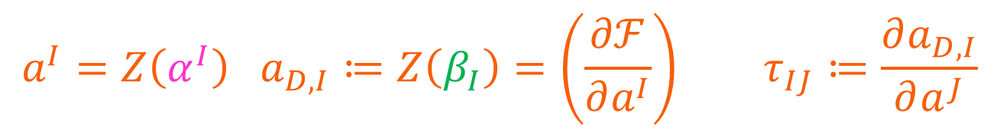 a^I = Z(α^I) a_{D,I} ≔ Z(β_I) = (∂ℱ/∂a^I) τ_{IJ} ≔ ∂a_{D,I}/∂a^J